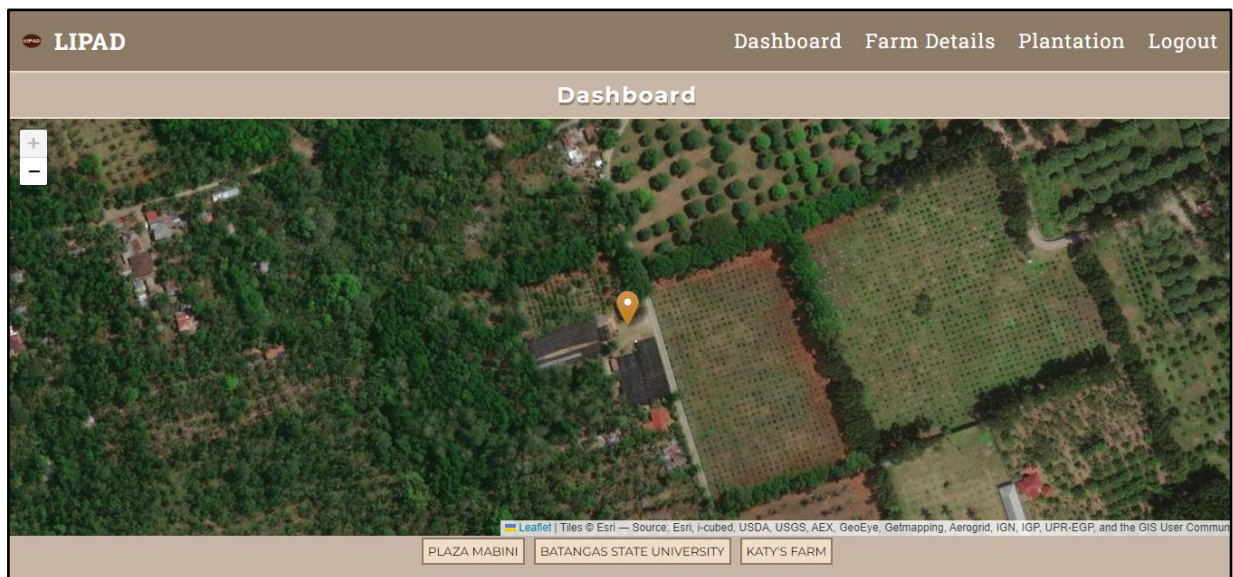 LIPAD LIPAD Dashboard Farm Details Plantation Logout
Dashboard
+
−
Leaflet | Tiles © Esri — Source: Esri, i-cubed, USDA, USGS, AEX, GeoEye, Getmapping, Aerogrid, IGN, IGP, UPR-EGP, and the GIS User Commun
PLAZA MABINI BATANGAS STATE UNIVERSITY KATY'S FARM